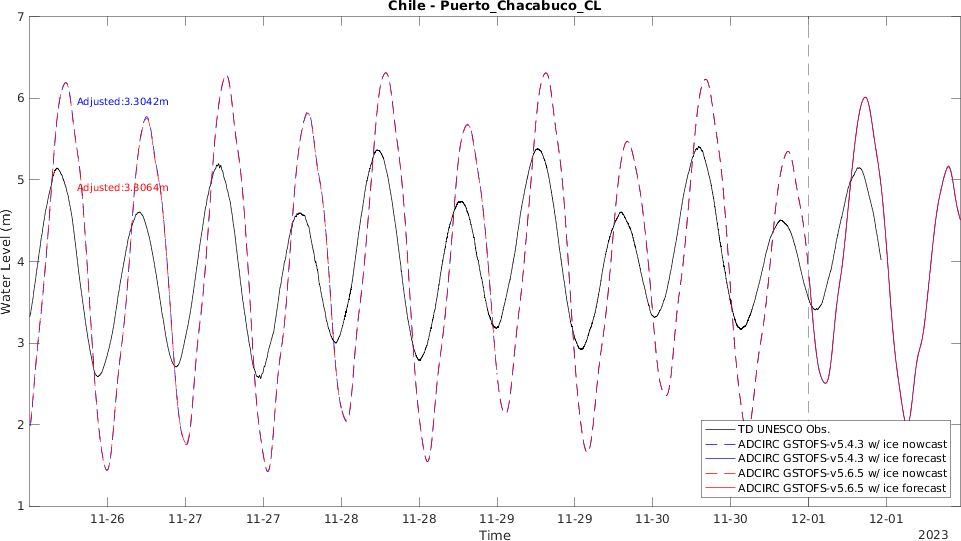 Chile - Puerto_Chacabuco_CL
7
6
5
4
3
2
1
Water Level (m)
Adjusted:3.3042m
Adjusted:3.3064m
TD UNESCO Obs.
ADCIRC GSTOFS-v5.4.3 w/ ice nowcast
ADCIRC GSTOFS-v5.4.3 w/ ice forecast
ADCIRC GSTOFS-v5.6.5 w/ ice nowcast
ADCIRC GSTOFS-v5.6.5 w/ ice forecast
11-26 11-27 11-27 11-28 11-28 11-29 11-29 11-30 11-30 12-01 12-01
Time
2023